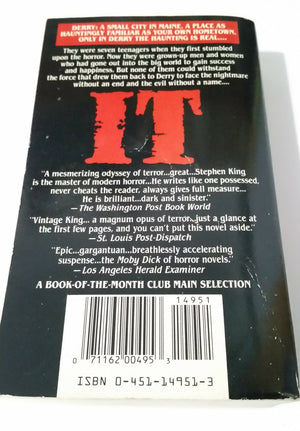 DERRY: A SMALL CITY IN MAINE, A PLACE AS
HAUNTINGLY FAMILIAR AS YOUR OWN HOMETOWN,
ONLY IN DERRY THE HAUNTING IS REAL....
They were seven teenagers when they first stumbled
upon the horror. Now they were grown-up men and women
who had gone out into the big world to gain success
and happiness. But none of them could withstand
the force that drew them back to Derry to face the nightmare
without an end and the evil without a name....
IT
"A mesmerizing odyssey of terror...great...Stephen King
is the master of modern horror...He writes like one possessed,
never cheats the reader, always gives full measure...
He is brilliant...dark and sinister."
—The Washington Post Book World
"Vintage King...a magnum opus of terror...just a glance at
the first few pages, and you can't put this novel aside."
—St. Louis Post-Dispatch
"Epic...gargantuan...breathlessly accelerating
suspense...the Moby Dick of horror novels."
—Los Angeles Herald Examiner
A BOOK-OF-THE-MONTH CLUB MAIN SELECTION
14951
0 71162 00495 3
ISBN 0-451-14951-3